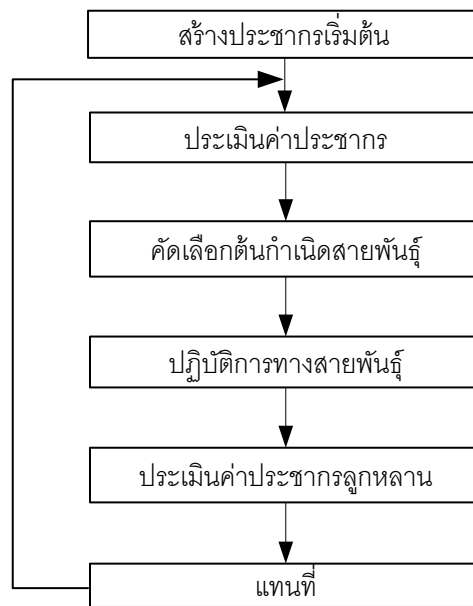 สร้างประชากรเริ่มต้น
ประเมินค่าประชากร
คัดเลือกต้นกำเนิดสายพันธุ์
ปฏิบัติการทางสายพันธุ์
ประเมินค่าประชากรลูกหลาน
แทนที่